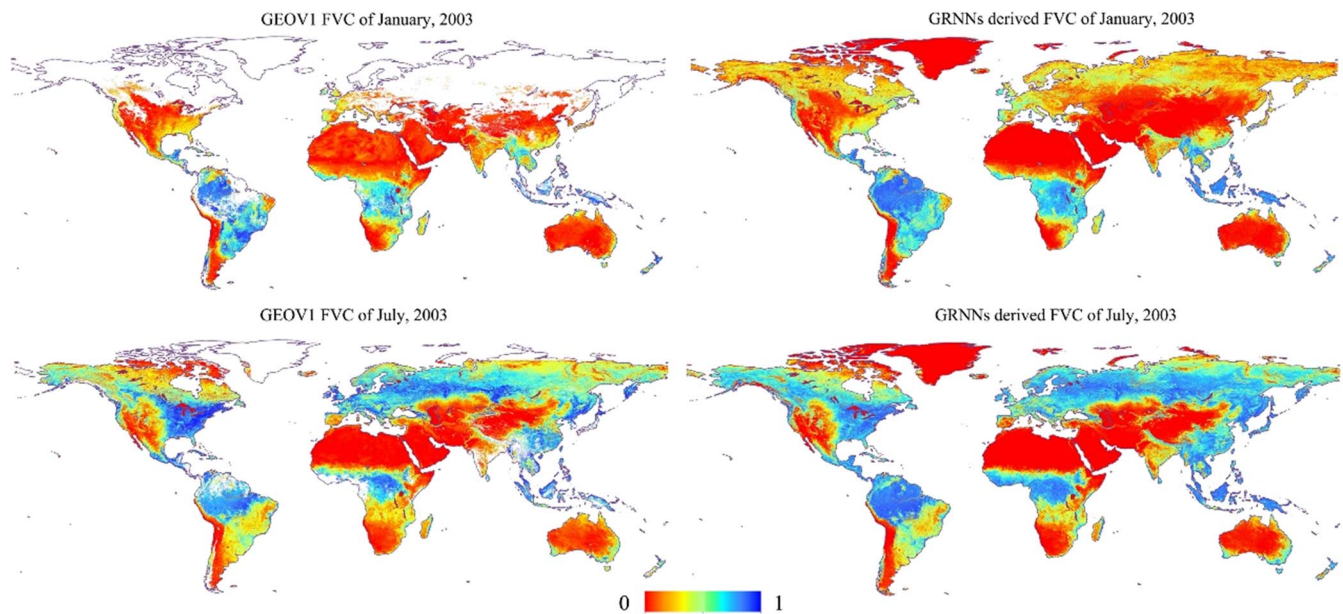 GEOV1 FVC of January, 2003
GRNNs derived FVC of January, 2003
GEOV1 FVC of July, 2003
GRNNs derived FVC of July, 2003
0 1